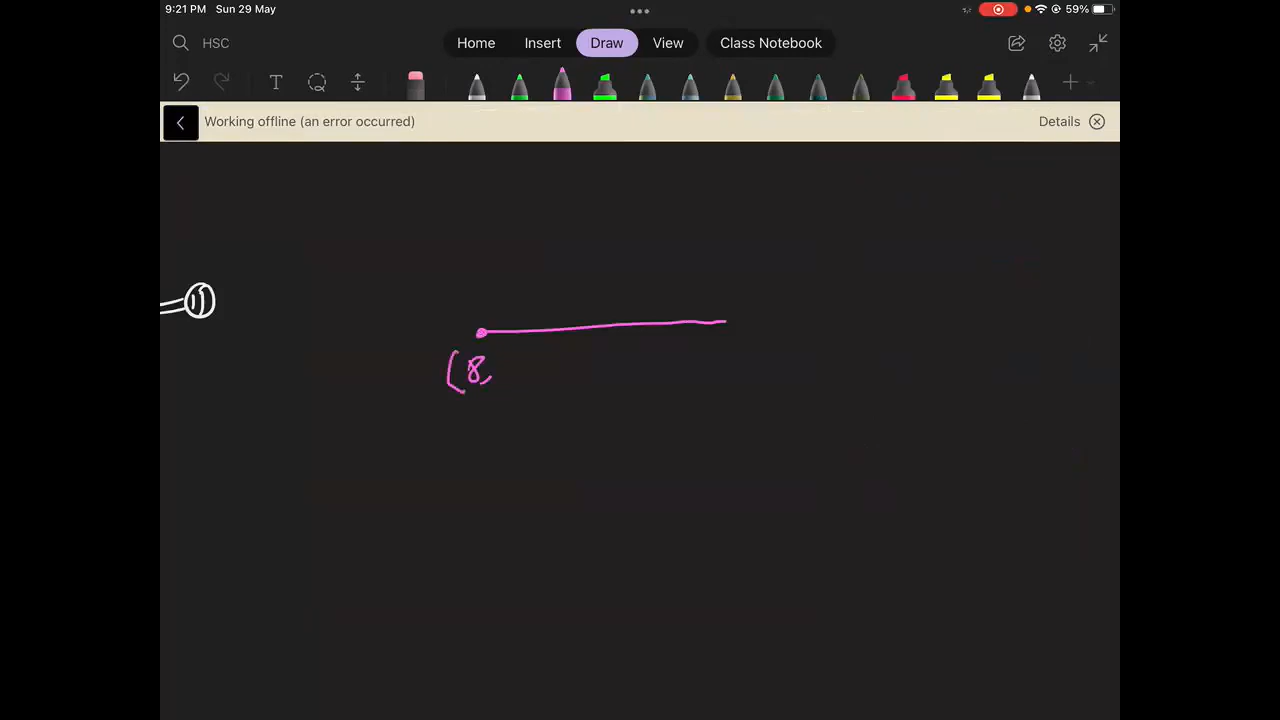 9:21 PM Sun 29 May
59%
HSC
Home Insert Draw View Class Notebook
T
Working offline (an error occurred)
Details
(8,